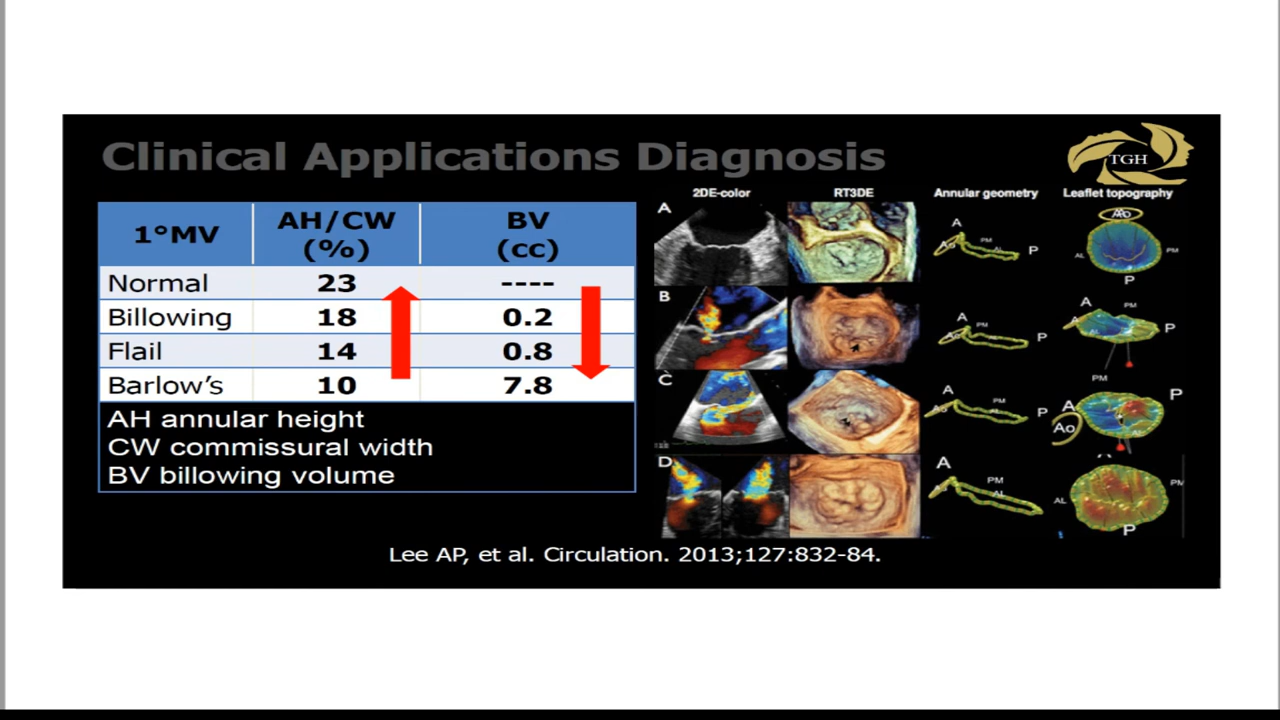 Clinical Applications Diagnosis
TGH
1°MV AH/CW (%) BV (cc)
Normal 23 ----
Billowing 18 0.2
Flail 14 0.8
Barlow's 10 7.8
AH annular height
CW commissural width
BV billowing volume
2DE-color RT3DE Annular geometry Leaflet topography
A
A
Ao
PM
AL
P
Ao
AL
PM
P
B
A
PM
P
A
PM
P
C
A
PM
P
PM
A
P
Ao
D
A
PM
AL
AL
PM
P
Lee AP, et al. Circulation. 2013;127:832-84.